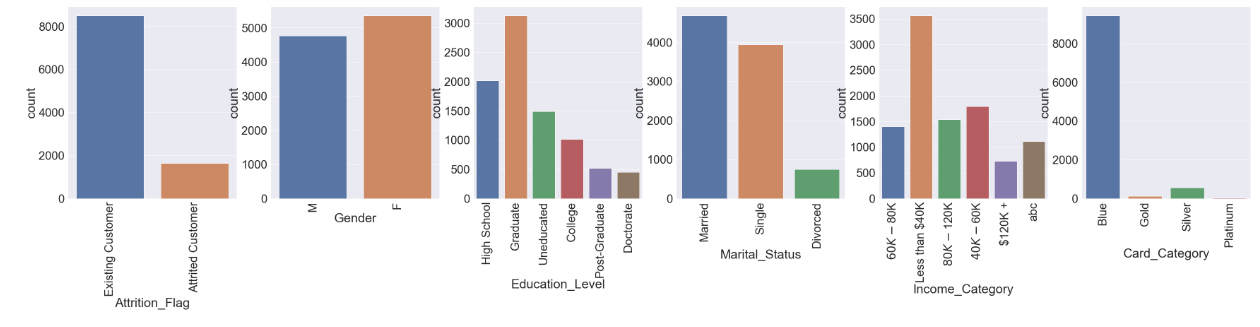 count
8000
6000
4000
2000
0
Existing Customer
Attrited Customer
Attrition_Flag
count
5000
4000
3000
2000
1000
0
M
F
Gender
count
3000
2500
2000
1500
1000
500
0
High School
Graduate
Uneducated
College
Post-Graduate
Doctorate
Education_Level
count
4000
3000
2000
1000
0
Married
Single
Divorced
Marital_Status
count
3500
3000
2500
2000
1500
1000
500
0
60K − 80K
Less than $40K
80K − 120K
40K − 60K
$120K +
abc
Income_Category
count
8000
6000
4000
2000
0
Blue
Gold
Silver
Platinum
Card_Category